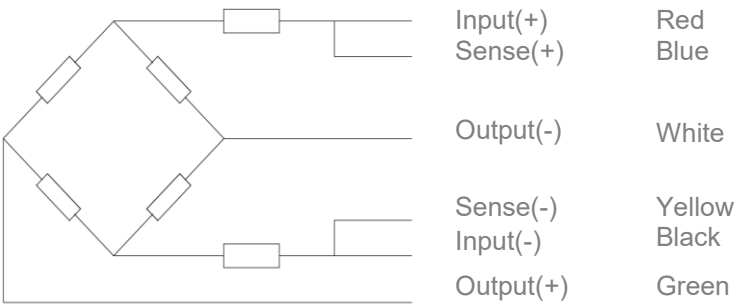 Input(+) Red
Sense(+) Blue
Output(-) White
Sense(-) Yellow
Input(-) Black
Output(+) Green